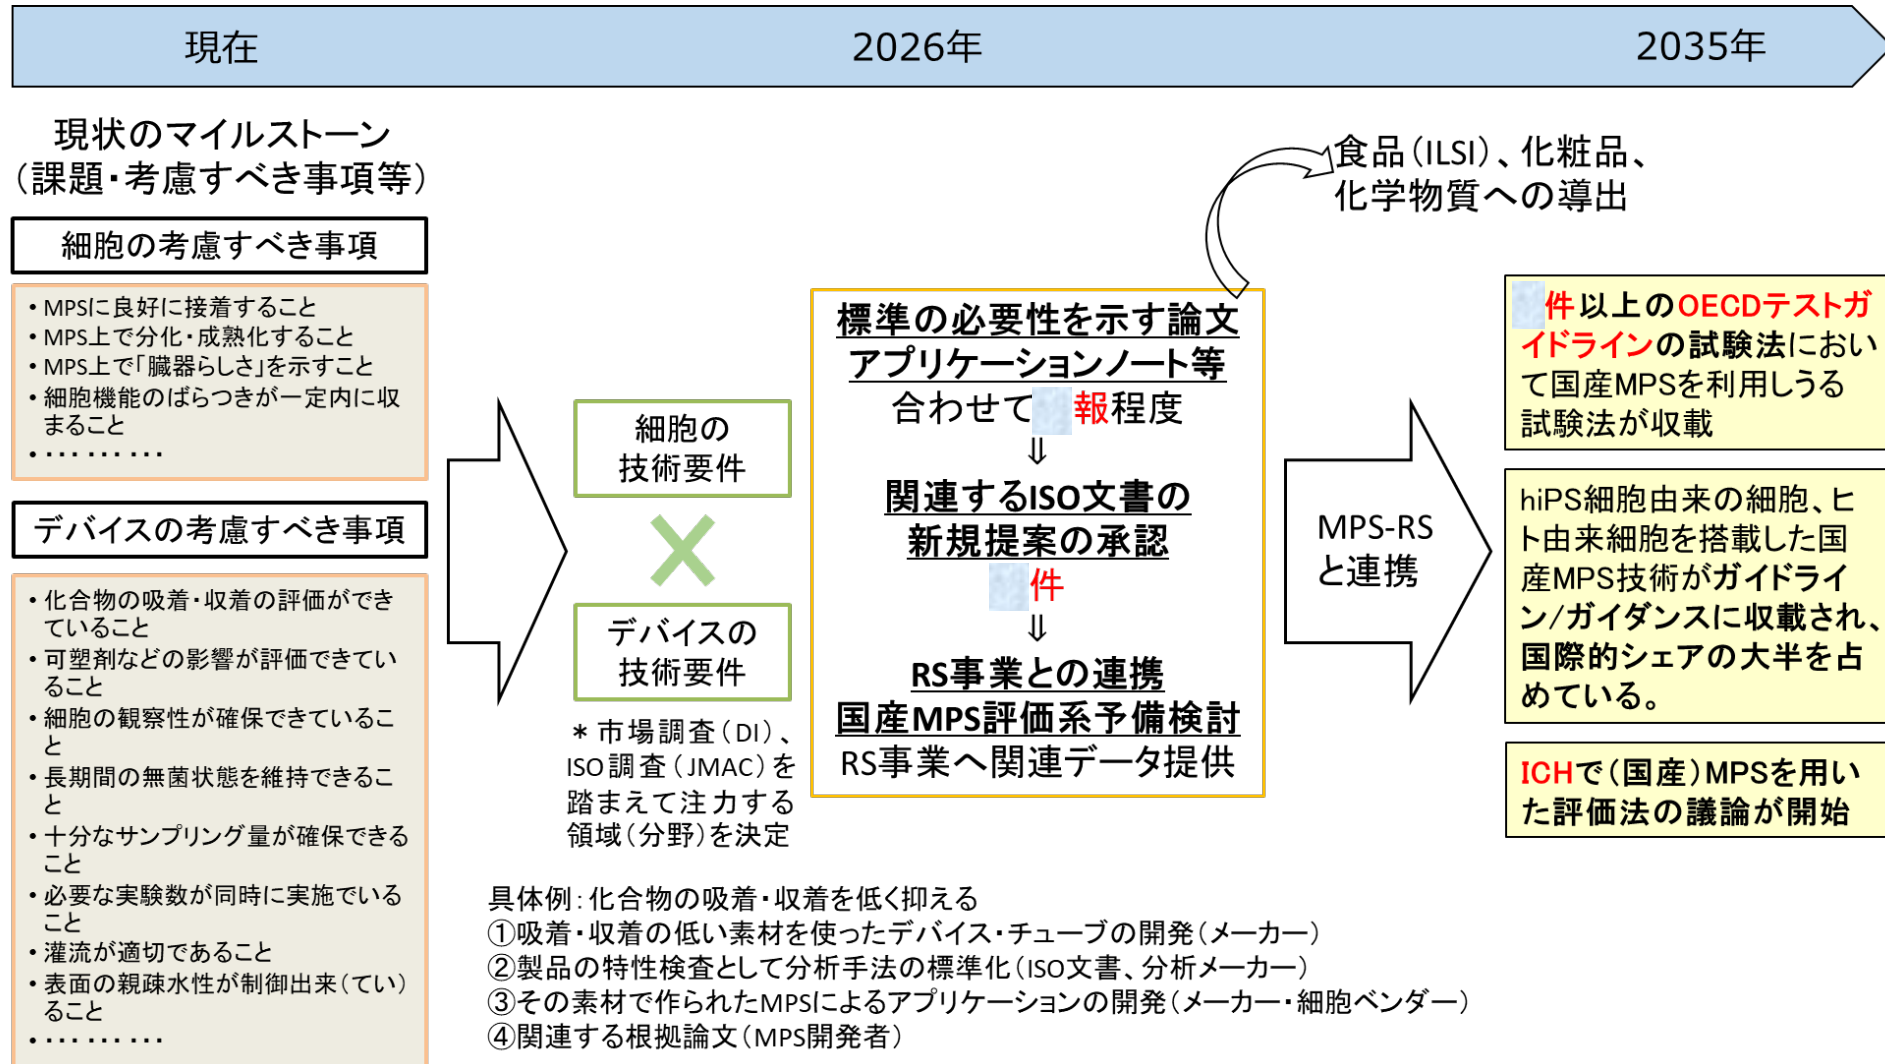 現在
2026年
2035年
現状のマイルストーン
（課題・考慮すべき事項等）
細胞の考慮すべき事項
・MPSに良好に接着すること
・MPS上で分化・成熟化すること
・MPS上で「臓器らしさ」を示すこと
・細胞機能のばらつきが一定内に収
まること
・・・・・・・・・・
デバイスの考慮すべき事項
・化合物の吸着・収着の評価ができ
ていること
・可塑剤などの影響が評価できてい
ること
・細胞の観察性が確保できているこ
と
・長期間の無菌状態を維持できるこ
と
・十分なサンプリング量が確保できる
こと
・必要な実験数が同時に実施でいる
こと
・灌流が適切であること
・表面の親疎水性が制御出来（てい）
ること
・・・・・・・・・・
細胞の
技術要件
デバイスの
技術要件
＊市場調査（DI）、
ISO調査（JMAC）を
踏まえて注力する
領域（分野）を決定
標準の必要性を示す論文
アプリケーションノート等
合わせて 報程度
⇓
関連するISO文書の
新規提案の承認
件
⇓
RS事業との連携
国産MPS評価系予備検討
RS事業へ関連データ提供
食品（ILSI）、化粧品、
化学物質への導出
MPS-RS
と連携
件以上のOECDテストガ
イドラインの試験法におい
て国産MPSを利用しうる
試験法が収載
hiPS細胞由来の細胞、ヒ
ト由来細胞を搭載した国
産MPS技術がガイドライ
ン/ガイダンスに収載され、
国際的シェアの大半を占
めている。
ICHで（国産）MPSを用い
た評価法の議論が開始
具体例：化合物の吸着・収着を低く抑える
①吸着・収着の低い素材を使ったデバイス・チューブの開発（メーカー）
②製品の特性検査として分析手法の標準化（ISO文書、分析メーカー）
③その素材で作られたMPSによるアプリケーションの開発（メーカー・細胞ベンダー）
④関連する根拠論文（MPS開発者）